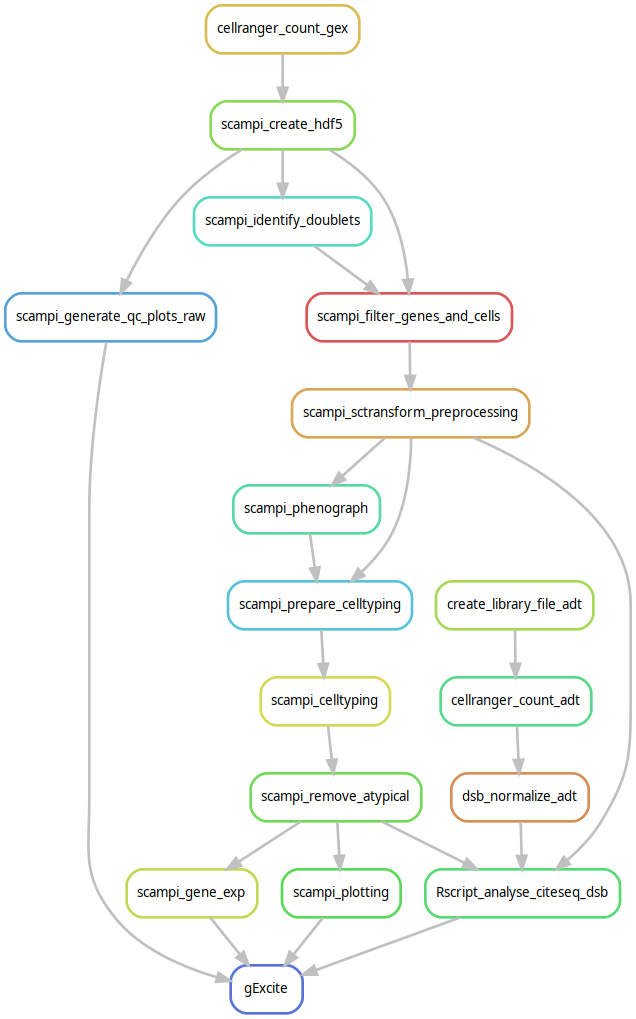 cellranger_count_gex
scampi_create_hdf5
scampi_identify_doublets
scampi_generate_qc_plots_raw
scampi_filter_genes_and_cells
scampi_sctransform_preprocessing
scampi_phenograph
scampi_prepare_celltyping
create_library_file_adt
scampi_celltyping
cellranger_count_adt
scampi_remove_atypical
dsb_normalize_adt
scampi_gene_exp
scampi_plotting
Rscript_analyse_citeseq_dsb
gExcite